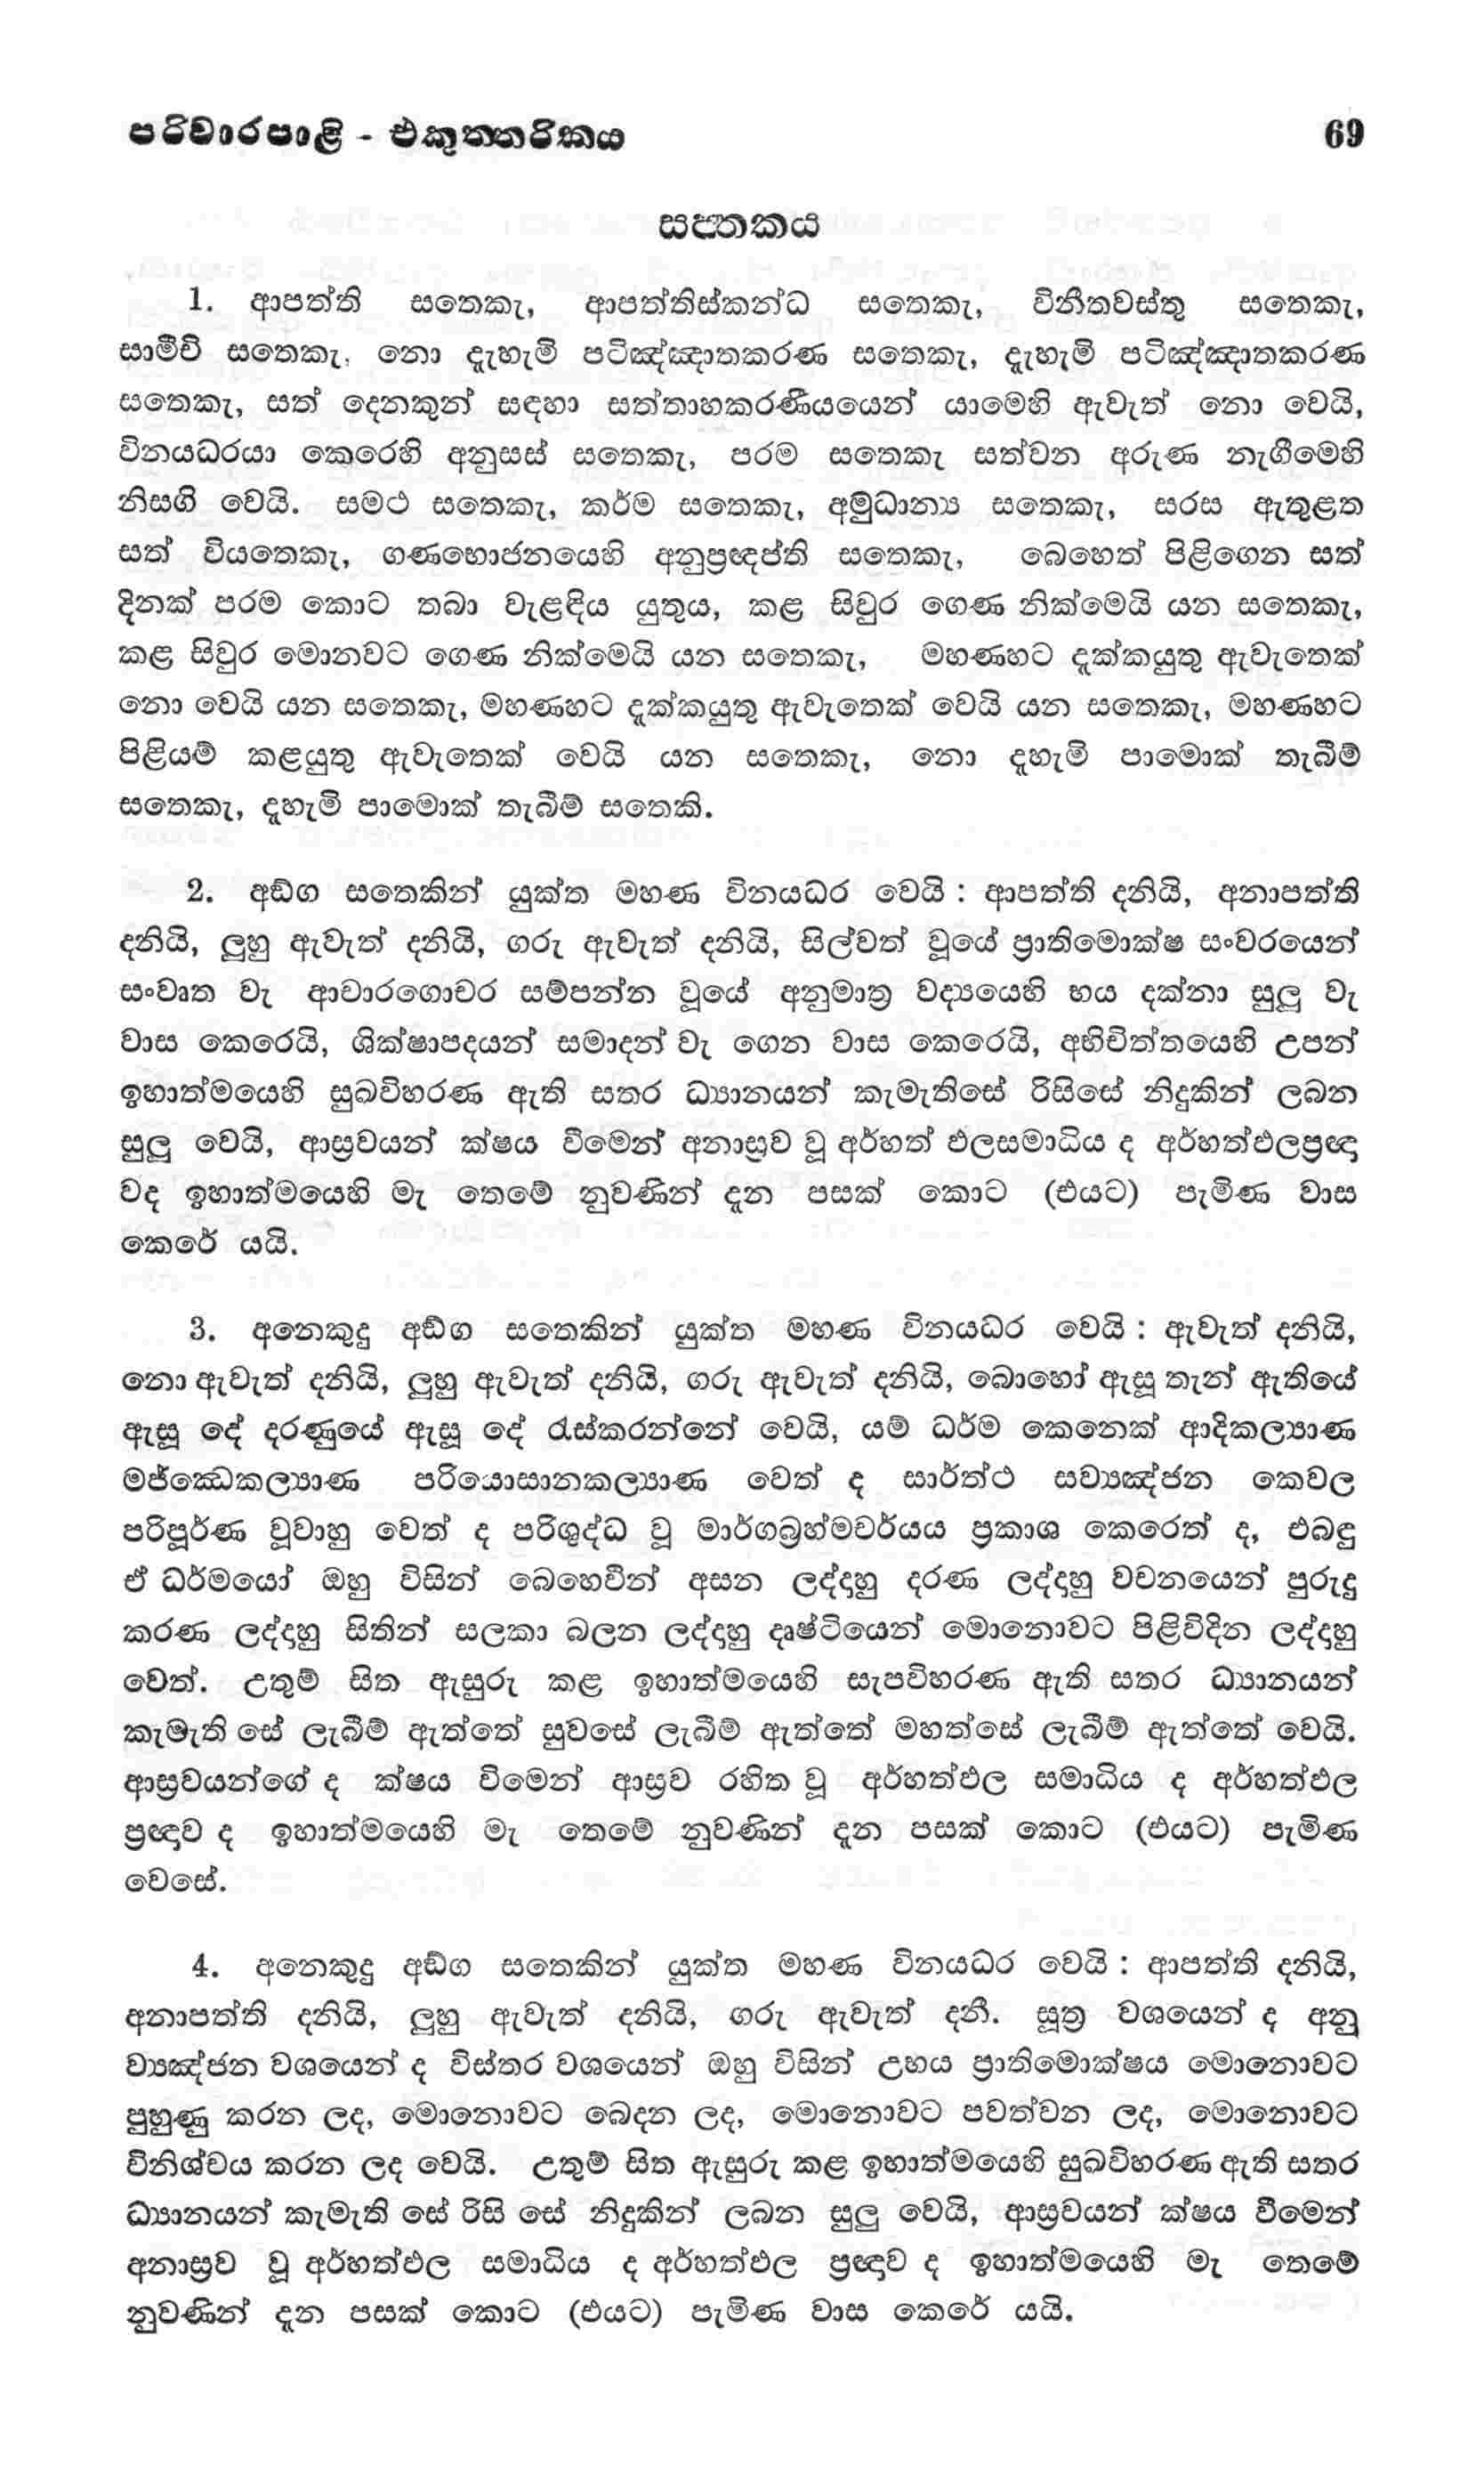 පරිවාරපාළි - එකුත්තරිකය 69
සප්තකය
1. ආපත්ති සතෙකැ, ආපත්තිස්කන්ධ සතෙකැ, විනීතවස්තු සතෙකැ,
සාමීචි සතෙකැ, නො දැහැමි පටිඤ්ඤාතකරණ සතෙකැ, දැහැමි පටිඤ්ඤාතකරණ
සතෙකැ, සත් දෙනකුන් සඳහා සත්තාහකරණීයයෙන් යාමෙහි ඇවැත් නො වෙයි,
විනයධරයා කෙරෙහි අනුසස් සතෙකැ, පරම සතෙකැ සත්වන අරුණ නැගීමෙහි
නිසගි වෙයි. සමථ සතෙකැ, කර්ම සතෙකැ, අමුධාන්‍ය සතෙකැ, සරස ඇතුළත
සත් වියතෙකැ, ගණභොජනයෙහි අනුප්‍රඥප්ති සතෙකැ, බෙහෙත් පිළිගෙන සත්
දිනක් පරම කොට තබා වැළඳිය යුතුය, කළ සිවුර ගෙණ නික්මෙයි යන සතෙකැ,
කළ සිවුර මොනවට ගෙණ නික්මෙයි යන සතෙකැ, මහණහට දැක්කයුතු ඇවැතෙක්
නො වෙයි යන සතෙකැ, මහණහට දැක්කයුතු ඇවැතෙක් වෙයි යන සතෙකැ, මහණහට
පිළියම් කළයුතු ඇවැතෙක් වෙයි යන සතෙකැ, නො දැහැමි පාමොක් තැබීම්
සතෙකැ, දැහැමි පාමොක් තැබීම් සතෙකි.
2. අඞ්ග සතෙකින් යුක්ත මහණ විනයධර වෙයි : ආපත්ති දනියි, අනාපත්ති
දනියි, ලුහු ඇවැත් දනියි, ගරු ඇවැත් දනියි, සිල්වත් වූයේ ප්‍රාතිමොක්ෂ සංවරයෙන්
සංවෘත වැ ආචාරගොචර සම්පන්න වූයේ අනුමාත්‍ර වද්‍යයෙහි භය දක්නා සුලු වැ
වාස කෙරෙයි, ශික්ෂාපදයන් සමාදන් වැ ගෙන වාස කෙරෙයි, අභිචිත්තයෙහි උපන්
ඉහාත්මයෙහි සුඛවිහරණ ඇති සතර ධ්‍යානයන් කැමැතිසේ රිසිසේ නිදුකින් ලබන
සුලු වෙයි, ආස්‍රවයන් ක්ෂය වීමෙන් අනාස්‍රව වූ අර්හත් ඵලසමාධිය ද අර්හත්ඵලප්‍රඥා
වද ඉහාත්මයෙහි මැ තෙමේ නුවණින් දැන පසක් කොට (එයට) පැමිණ වාස
කෙරේ යයි.
3. අනෙකුදු අඞ්ග සතෙකින් යුක්ත මහණ විනයධර වෙයි : ඇවැත් දනියි,
නො ඇවැත් දනියි, ලුහු ඇවැත් දනියි, ගරු ඇවැත් දනියි, බොහෝ ඇසූ තැන් ඇතියේ
ඇසූ දේ දරණුයේ ඇසූ දේ රැස්කරන්නේ වෙයි, යම් ධර්ම කෙනෙක් ආදිකල්‍යාණ
මජ්ඣෙකල්‍යාණ පරියොසානකල්‍යාණ වෙත් ද සාර්ත්ථ සව්‍යඤ්ජන කෙවල
පරිපූර්ණ වූවාහු වෙත් ද පරිශුද්ධ වූ මාර්ගබ්‍රහ්මචර්යය ප්‍රකාශ කෙරෙත් ද, එබඳු
ඒ ධර්මයෝ ඔහු විසින් බෙහෙවින් අසන ලද්දහු දරණ ලද්දහු වචනයෙන් පුරුදු
කරණ ලද්දහු සිතින් සලකා බලන ලද්දහු දෘෂ්ටියෙන් මොනොවට පිළිවිදින ලද්දහු
වෙත්. උතුම් සිත ඇසුරු කළ ඉහාත්මයෙහි සැපවිහරණ ඇති සතර ධ්‍යානයන්
කැමැති සේ ලැබීම් ඇත්තේ සුවසේ ලැබීම් ඇත්තේ මහත්සේ ලැබීම් ඇත්තේ වෙයි.
ආස්‍රවයන්ගේ ද ක්ෂය වීමෙන් ආස්‍රව රහිත වූ අර්හත්ඵල සමාධිය ද අර්හත්ඵල
ප්‍රඥාව ද ඉහාත්මයෙහි මැ තෙමේ නුවණින් දැන පසක් කොට (එයට) පැමිණ
වෙසේ.
4. අනෙකුදු අඞ්ග සතෙකින් යුක්ත මහණ විනයධර වෙයි : ආපත්ති දනියි,
අනාපත්ති දනියි, ලුහු ඇවැත් දනියි, ගරු ඇවැත් දනී. සූත්‍ර වශයෙන් ද අනු
ව්‍යඤ්ජන වශයෙන් ද විස්තර වශයෙන් ඔහු විසින් උභය ප්‍රාතිමොක්ෂය මොනොවට
පුහුණු කරන ලද, මොනොවට බෙදන ලද, මොනොවට පවත්වන ලද, මොනොවට
විනිශ්චය කරන ලද වෙයි. උතුම් සිත ඇසුරු කළ ඉහාත්මයෙහි සුඛවිහරණ ඇති සතර
ධ්‍යානයන් කැමැති සේ රිසි සේ නිදුකින් ලබන සුලු වෙයි, ආස්‍රවයන් ක්ෂය වීමෙන්
අනාස්‍රව වූ අර්හත්ඵල සමාධිය ද අර්හත්ඵල ප්‍රඥාව ද ඉහාත්මයෙහි මැ තෙමේ
නුවණින් දැන පසක් කොට (එයට) පැමිණ වාස කෙරේ යයි.